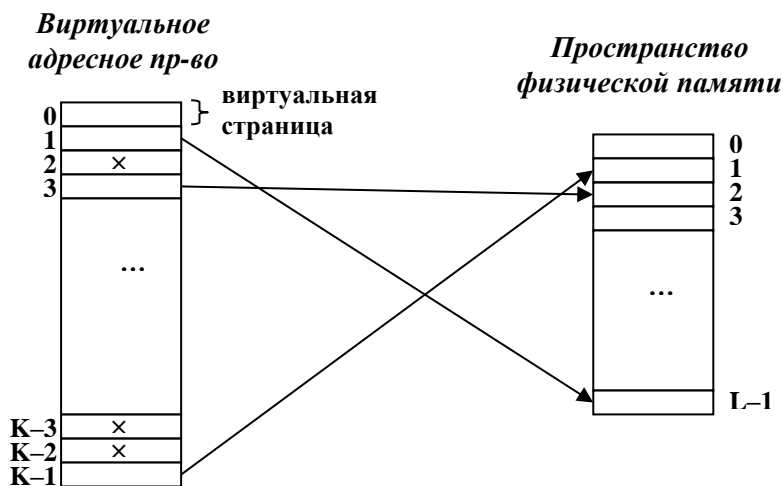 Виртуальное
адресное пр-во
виртуальная
страница
0
1
2 ×
3
...
K–3 ×
K–2 ×
K–1
Пространство
физической памяти
0
1
2
3
...
L–1